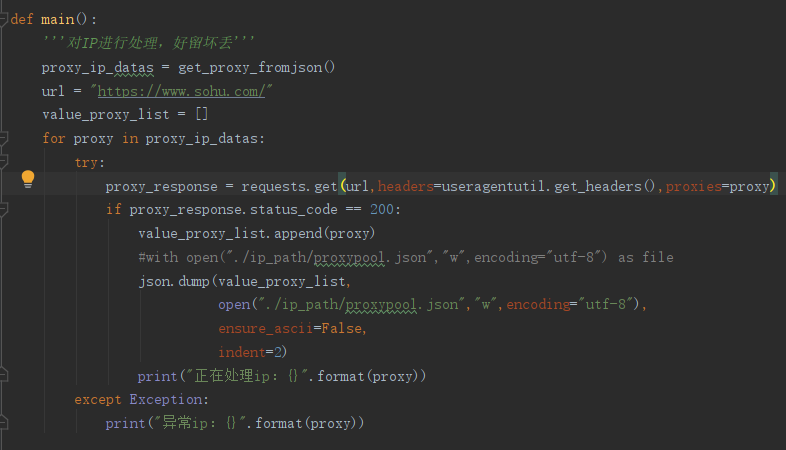 def main():
'''对IP进行处理，好留坏丢'''
proxy_ip_datas = get_proxy_fromjson()
url = "https://www.sohu.com/"
value_proxy_list = []
for proxy in proxy_ip_datas:
try:
proxy_response = requests.get(url,headers=useragentutil.get_headers(),proxies=proxy)
if proxy_response.status_code == 200:
value_proxy_list.append(proxy)
#with open("./ip_path/proxypool.json","w",encoding="utf-8") as file
json.dump(value_proxy_list,
open("./ip_path/proxypool.json","w",encoding="utf-8"),
ensure_ascii=False,
indent=2)
print("正在处理ip：{}".format(proxy))
except Exception:
print("异常ip：{}".format(proxy))